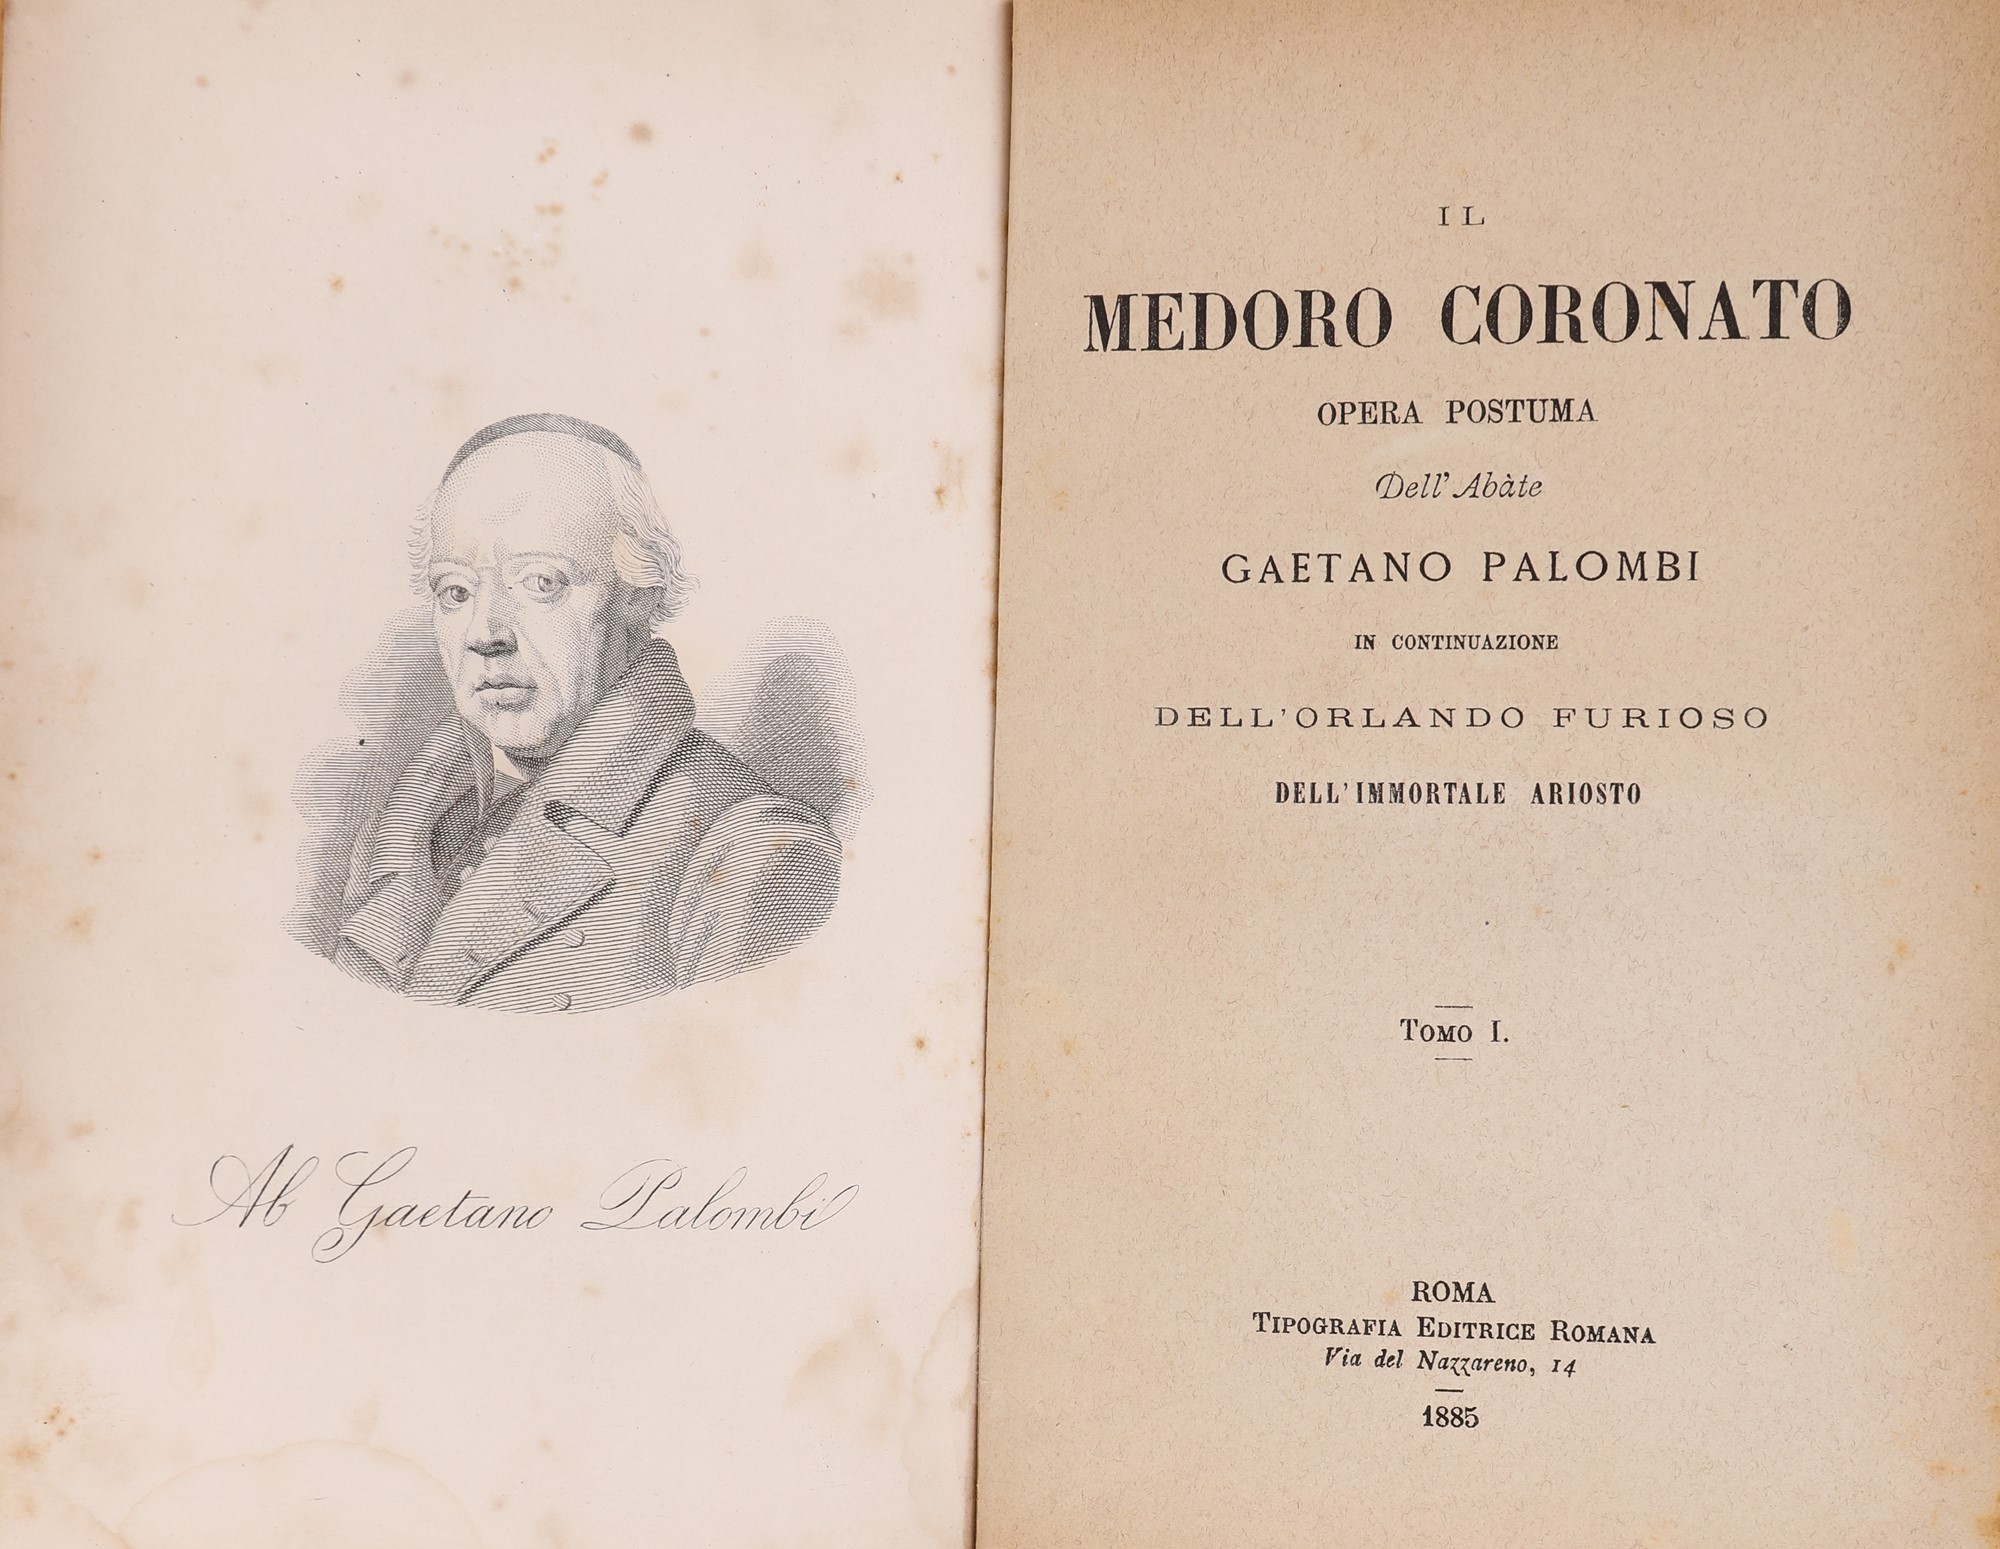 Ab Gaetano Palombi
IL
MEDORO CORONATO
OPERA POSTUMA
Dell' Abàte
GAETANO PALOMBI
IN CONTINUAZIONE
DELL'ORLANDO FURIOSO
DELL'IMMORTALE ARIOSTO
TOMO I.
ROMA
TIPOGRAFIA EDITRICE ROMANA
Via del Nazzareno, 14
1885